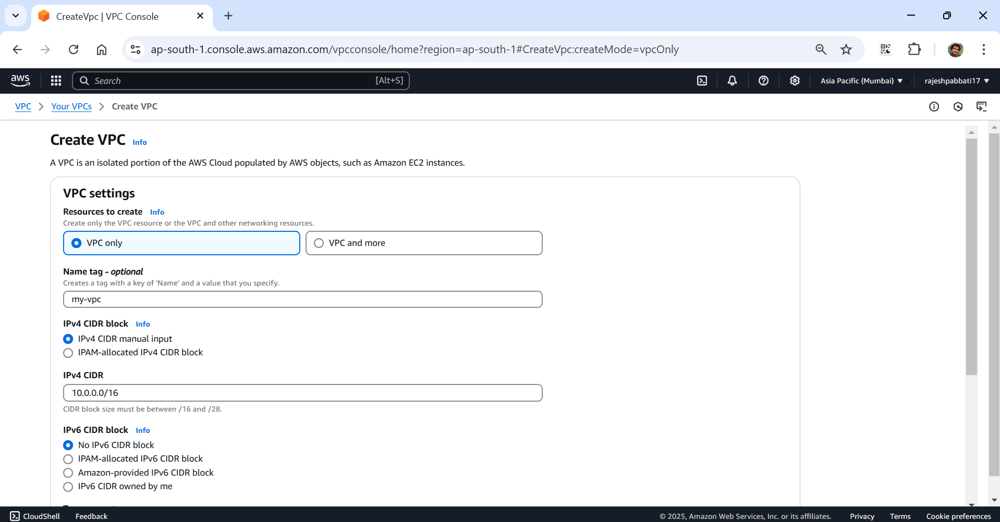 CreateVpc | VPC Console
ap-south-1.console.aws.amazon.com/vpcconsole/home?region=ap-south-1#CreateVpc:createMode=vpcOnly
aws
Search [Alt+S]
Asia Pacific (Mumbai)
rajeshpabbati17
VPC
Your VPCs
Create VPC
Create VPC Info
A VPC is an isolated portion of the AWS Cloud populated by AWS objects, such as Amazon EC2 instances.
VPC settings
Resources to create Info
Create only the VPC resource or the VPC and other networking resources.
VPC only
VPC and more
Name tag - optional
Creates a tag with a key of 'Name' and a value that you specify.
my-vpc
IPv4 CIDR block Info
IPv4 CIDR manual input
IPAM-allocated IPv4 CIDR block
IPv4 CIDR
10.0.0.0/16
CIDR block size must be between /16 and /28.
IPv6 CIDR block Info
No IPv6 CIDR block
IPAM-allocated IPv6 CIDR block
Amazon-provided IPv6 CIDR block
IPv6 CIDR owned by me
CloudShell
Feedback
© 2025, Amazon Web Services, Inc. or its affiliates.
Privacy
Terms
Cookie preferences